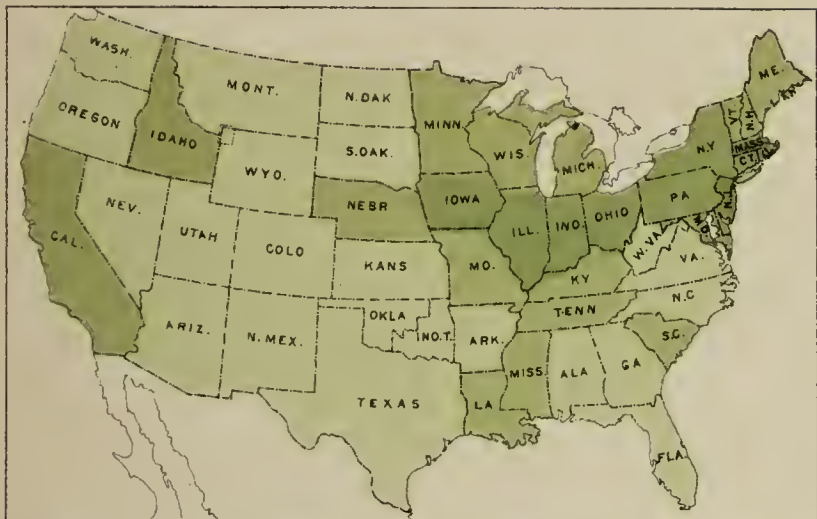 WASH.
MONT.
N.DAK
MINN.
ME.
OREGON
IDAHO
S.DAK.
WIS.
MICH.
VT.
N.H.
N.Y
MASS.
CT.
WYO.
NEBR
IOWA
PA
N.J.
NEV.
UTAH
COLO
ILL.
IND.
OHIO
W.VA.
MD.
CAL.
KANS
MO.
KY
VA.
ARIZ.
N.MEX.
OKLA
IND.T.
ARK.
TENN
N.C
S.C.
TEXAS
LA
MISS.
ALA
GA
FLA.